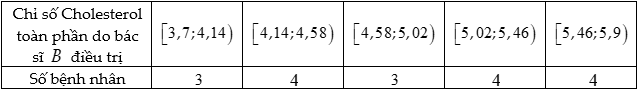 Chỉ số Cholesterol
toàn phần do bác
sĩ B điều trị
[3,7;4,14) [4,14;4,58) [4,58;5,02) [5,02;5,46) [5,46;5,9)
Số bệnh nhân 3 4 3 4 4